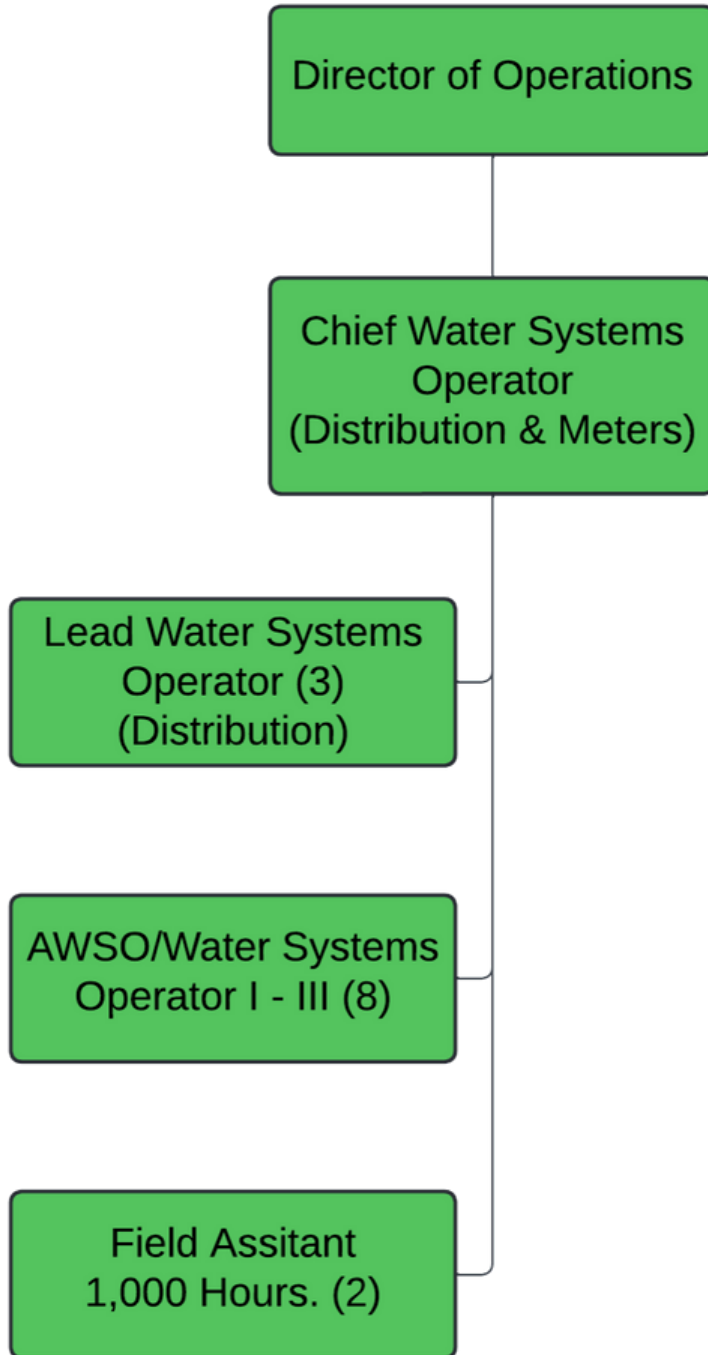 Director of Operations
Chief Water Systems
Operator
(Distribution & Meters)
Lead Water Systems
Operator (3)
(Distribution)
AWSO/Water Systems
Operator I - III (8)
Field Assitant
1,000 Hours. (2)